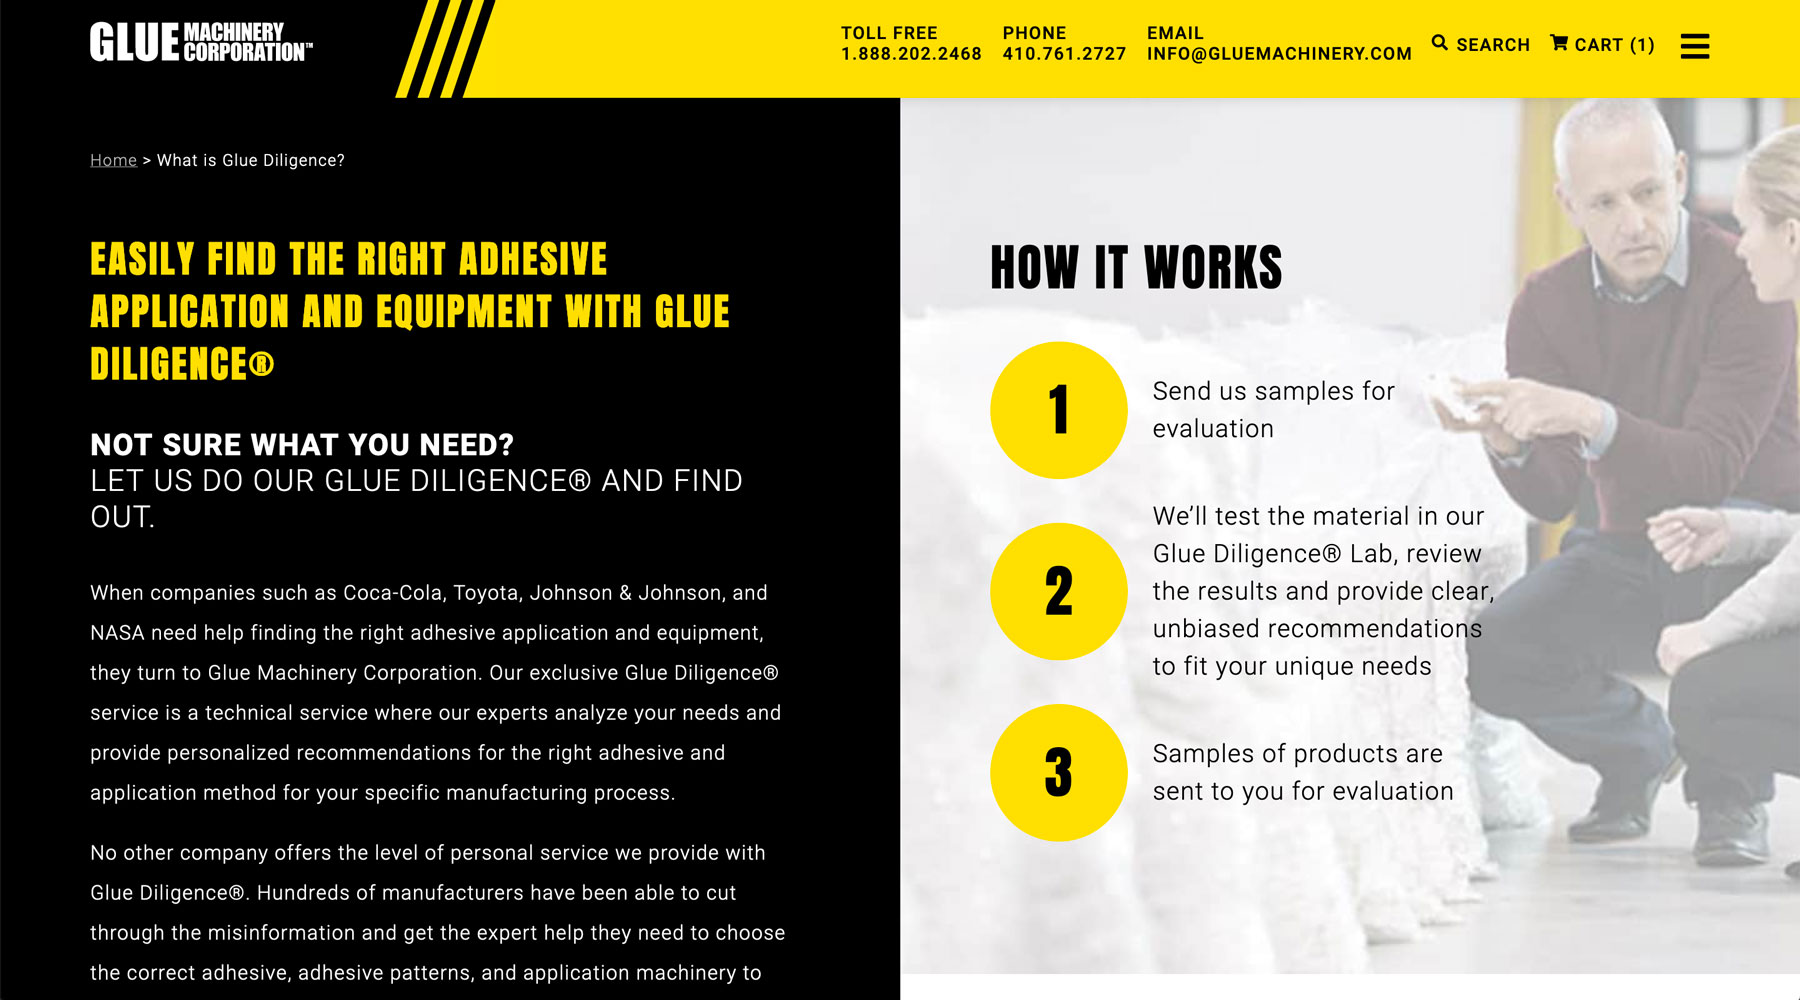 GLUE MACHINERY CORPORATION™
TOLL FREE
1.888.202.2468
PHONE
410.761.2727
EMAIL
INFO@GLUEMACHINERY.COM
SEARCH
CART (1)
Home > What is Glue Diligence?
EASILY FIND THE RIGHT ADHESIVE
APPLICATION AND EQUIPMENT WITH GLUE
DILIGENCE®
NOT SURE WHAT YOU NEED?
LET US DO OUR GLUE DILIGENCE® AND FIND
OUT.
When companies such as Coca-Cola, Toyota, Johnson & Johnson, and
NASA need help finding the right adhesive application and equipment,
they turn to Glue Machinery Corporation. Our exclusive Glue Diligence®
service is a technical service where our experts analyze your needs and
provide personalized recommendations for the right adhesive and
application method for your specific manufacturing process.
No other company offers the level of personal service we provide with
Glue Diligence®. Hundreds of manufacturers have been able to cut
through the misinformation and get the expert help they need to choose
the correct adhesive, adhesive patterns, and application machinery to
HOW IT WORKS
1
Send us samples for
evaluation
2
We’ll test the material in our
Glue Diligence® Lab, review
the results and provide clear,
unbiased recommendations
to fit your unique needs
3
Samples of products are
sent to you for evaluation